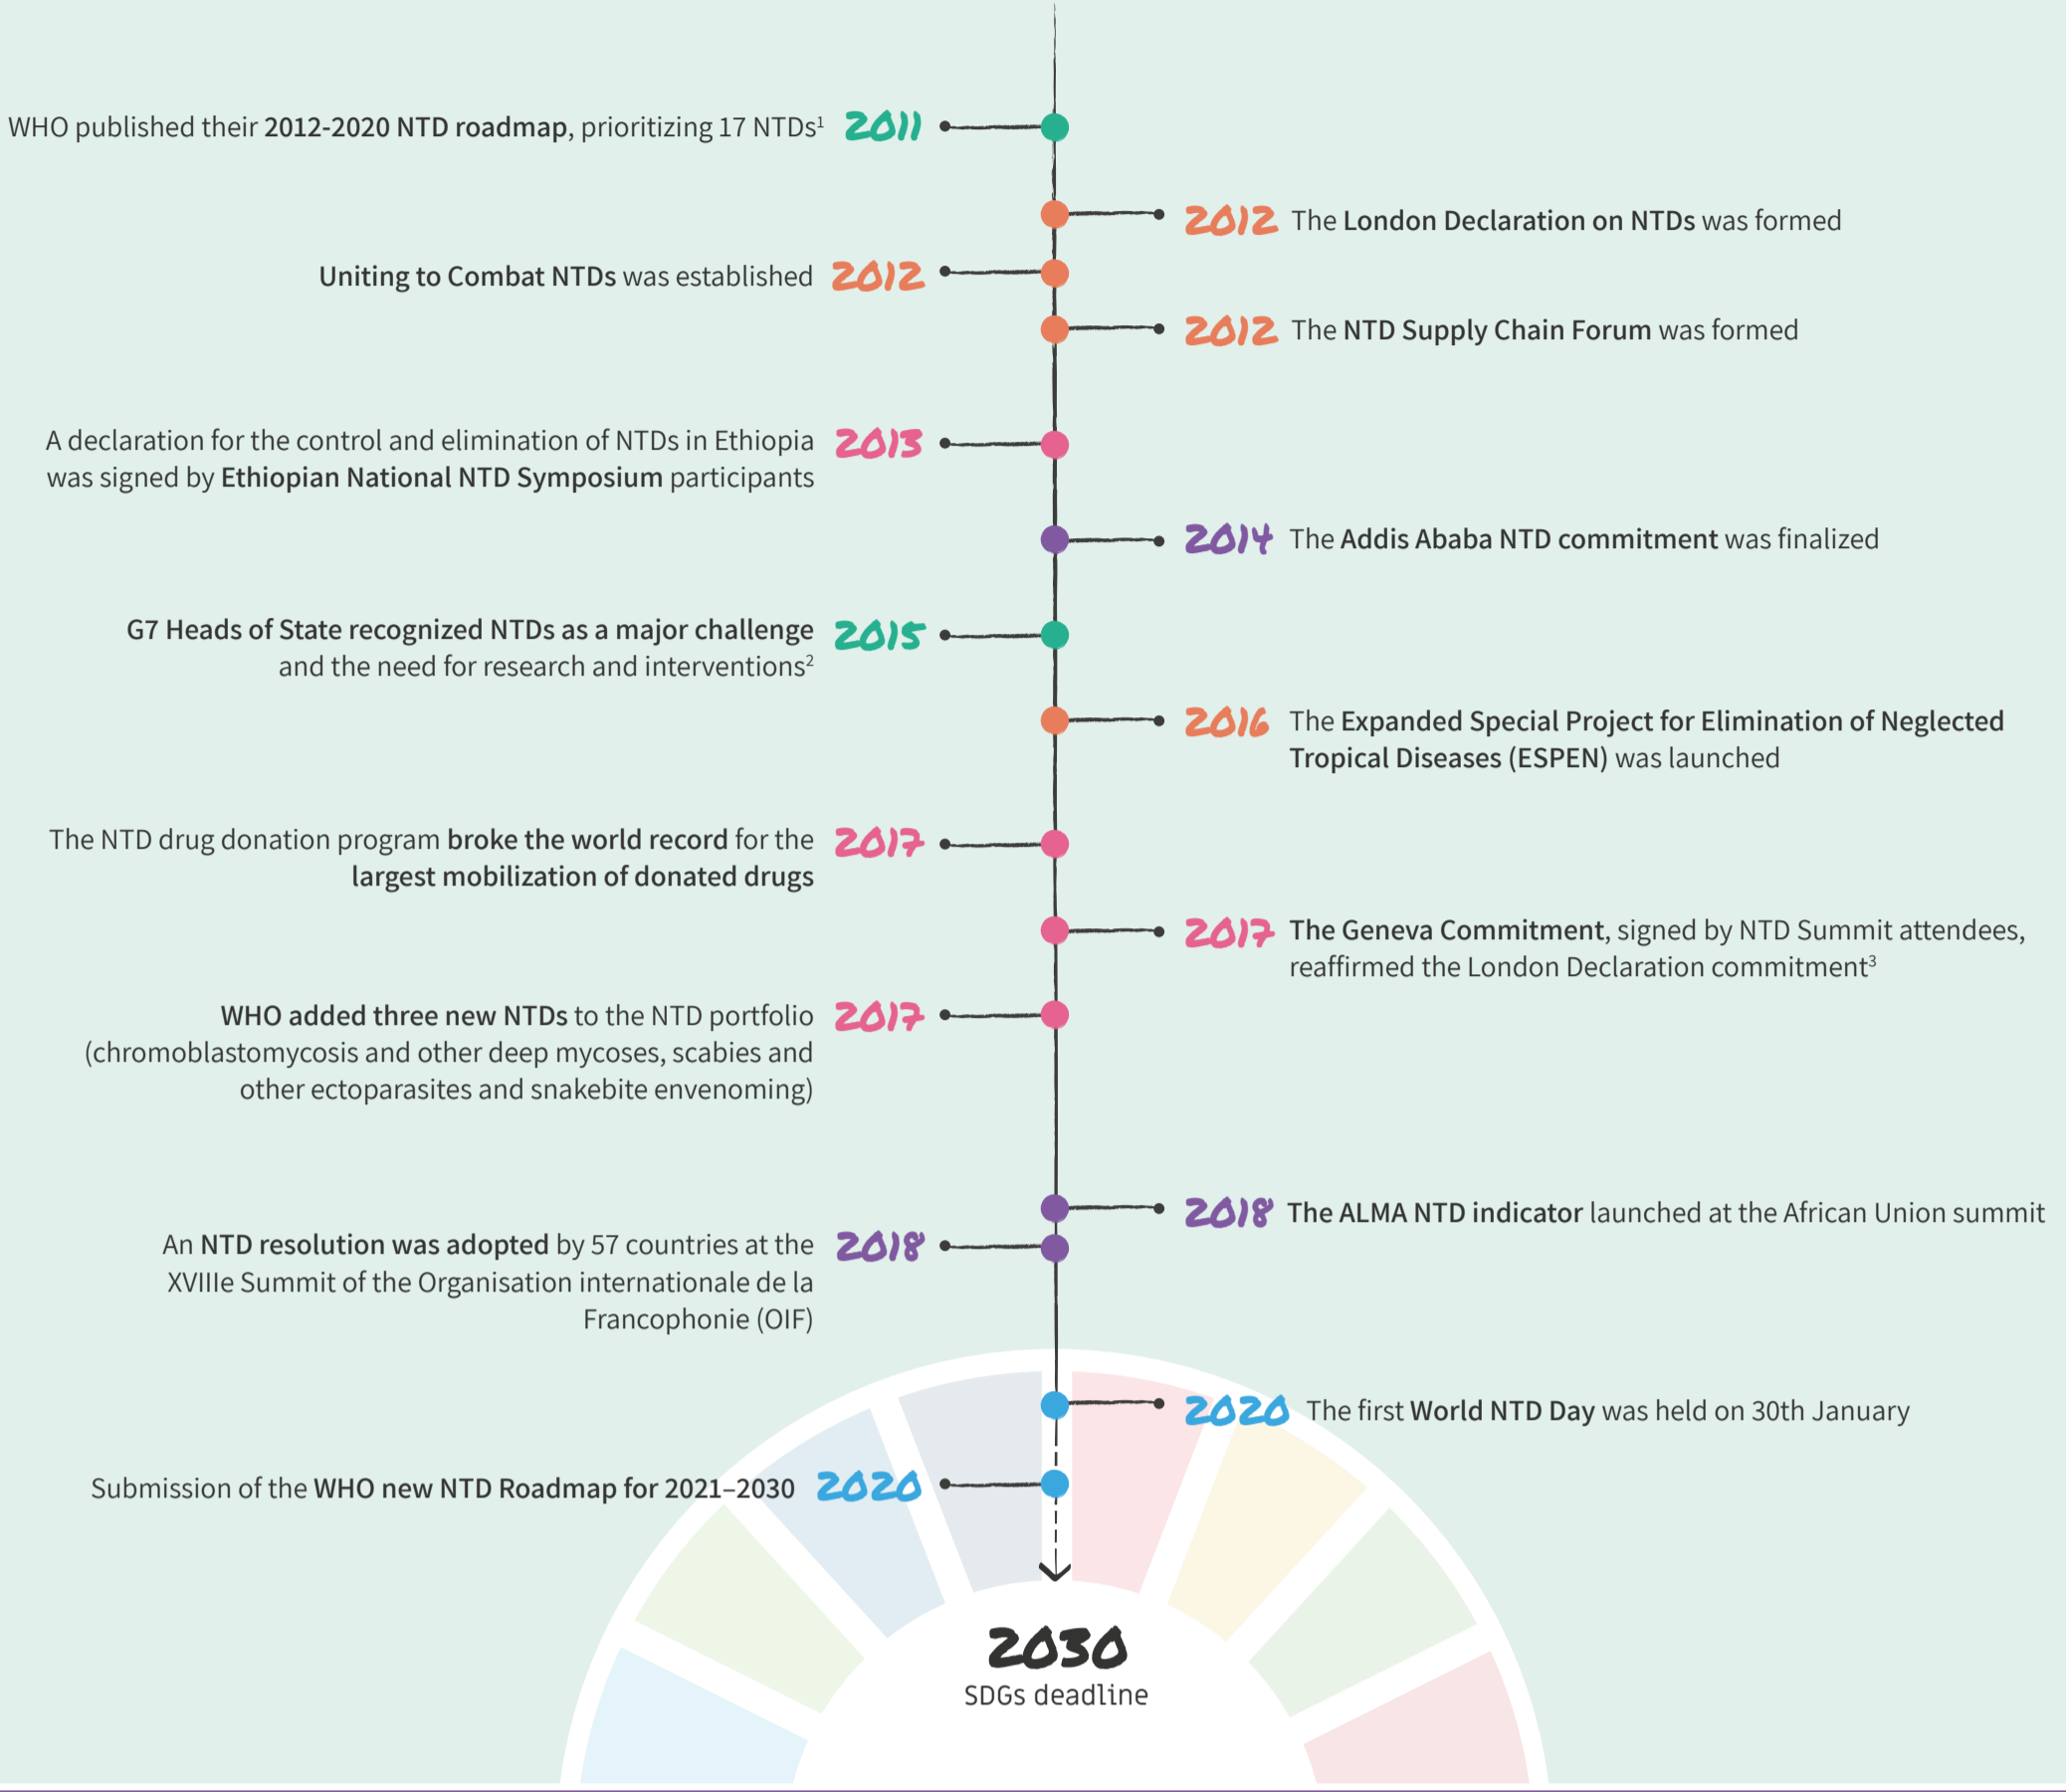 WHO published their 2012-2020 NTD roadmap, prioritizing 17 NTDs¹ 2011
2012 The London Declaration on NTDs was formed
Uniting to Combat NTDs was established 2012
2012 The NTD Supply Chain Forum was formed
A declaration for the control and elimination of NTDs in Ethiopia 2013
was signed by Ethiopian National NTD Symposium participants
2014 The Addis Ababa NTD commitment was finalized
G7 Heads of State recognized NTDs as a major challenge 2015
and the need for research and interventions²
2016 The Expanded Special Project for Elimination of Neglected
Tropical Diseases (ESPEN) was launched
The NTD drug donation program broke the world record for the 2017
largest mobilization of donated drugs
2017 The Geneva Commitment, signed by NTD Summit attendees,
reaffirmed the London Declaration commitment³
WHO added three new NTDs to the NTD portfolio 2017
(chromoblastomycosis and other deep mycoses, scabies and
other ectoparasites and snakebite envenoming)
2018 The ALMA NTD indicator launched at the African Union summit
An NTD resolution was adopted by 57 countries at the 2018
XVIIIe Summit of the Organisation internationale de la
Francophonie (OIF)
2020 The first World NTD Day was held on 30th January
Submission of the WHO new NTD Roadmap for 2021–2030 2020
2030
SDGs deadline